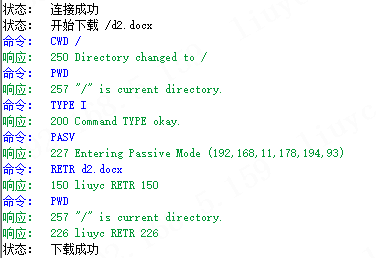 状态： 连接成功
状态： 开始下载 /d2.docx
命令： CWD /
响应： 250 Directory changed to /
命令： PWD
响应： 257 "/" is current directory.
命令： TYPE I
响应： 200 Command TYPE okay.
命令： PASV
响应： 227 Entering Passive Mode (192,168,11,178,194,93)
命令： RETR d2.docx
响应： 150 liuyc RETR 150
命令： PWD
响应： 257 "/" is current directory.
响应： 226 liuyc RETR 226
状态： 下载成功